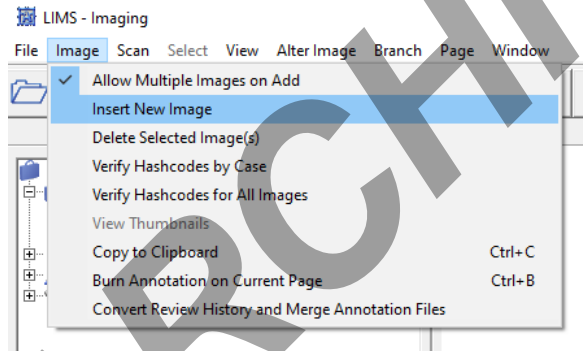 LIMS - Imaging
File Image Scan Select View Alter Image Branch Page Window
Allow Multiple Images on Add
Insert New Image
Delete Selected Image(s)
Verify Hashcodes by Case
Verify Hashcodes for All Images
View Thumbnails
Copy to Clipboard Ctrl+C
Burn Annotation on Current Page Ctrl+B
Convert Review History and Merge Annotation Files